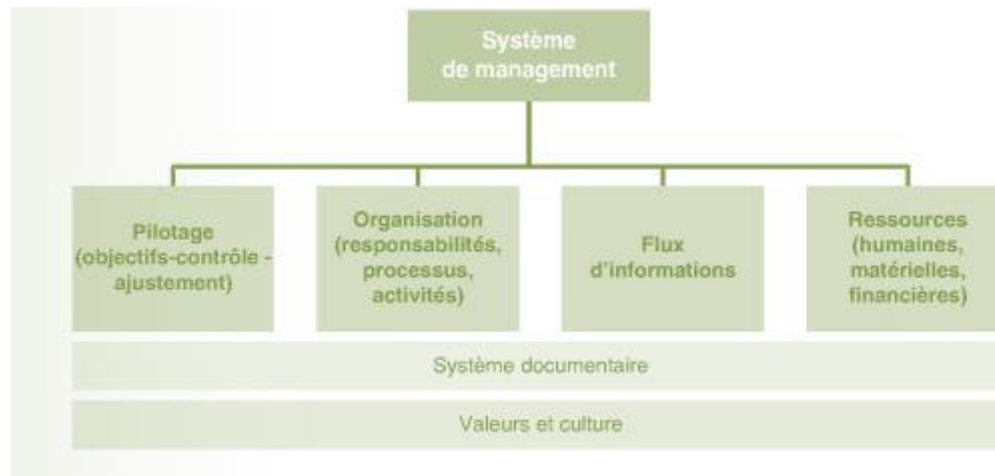 Système
de management
Pilotage
(objectifs-contrôle -
ajustement)
Organisation
(responsabilités,
processus,
activités)
Flux
d'informations
Ressources
(humaines,
matérielles,
financières)
Système documentaire
Valeurs et culture